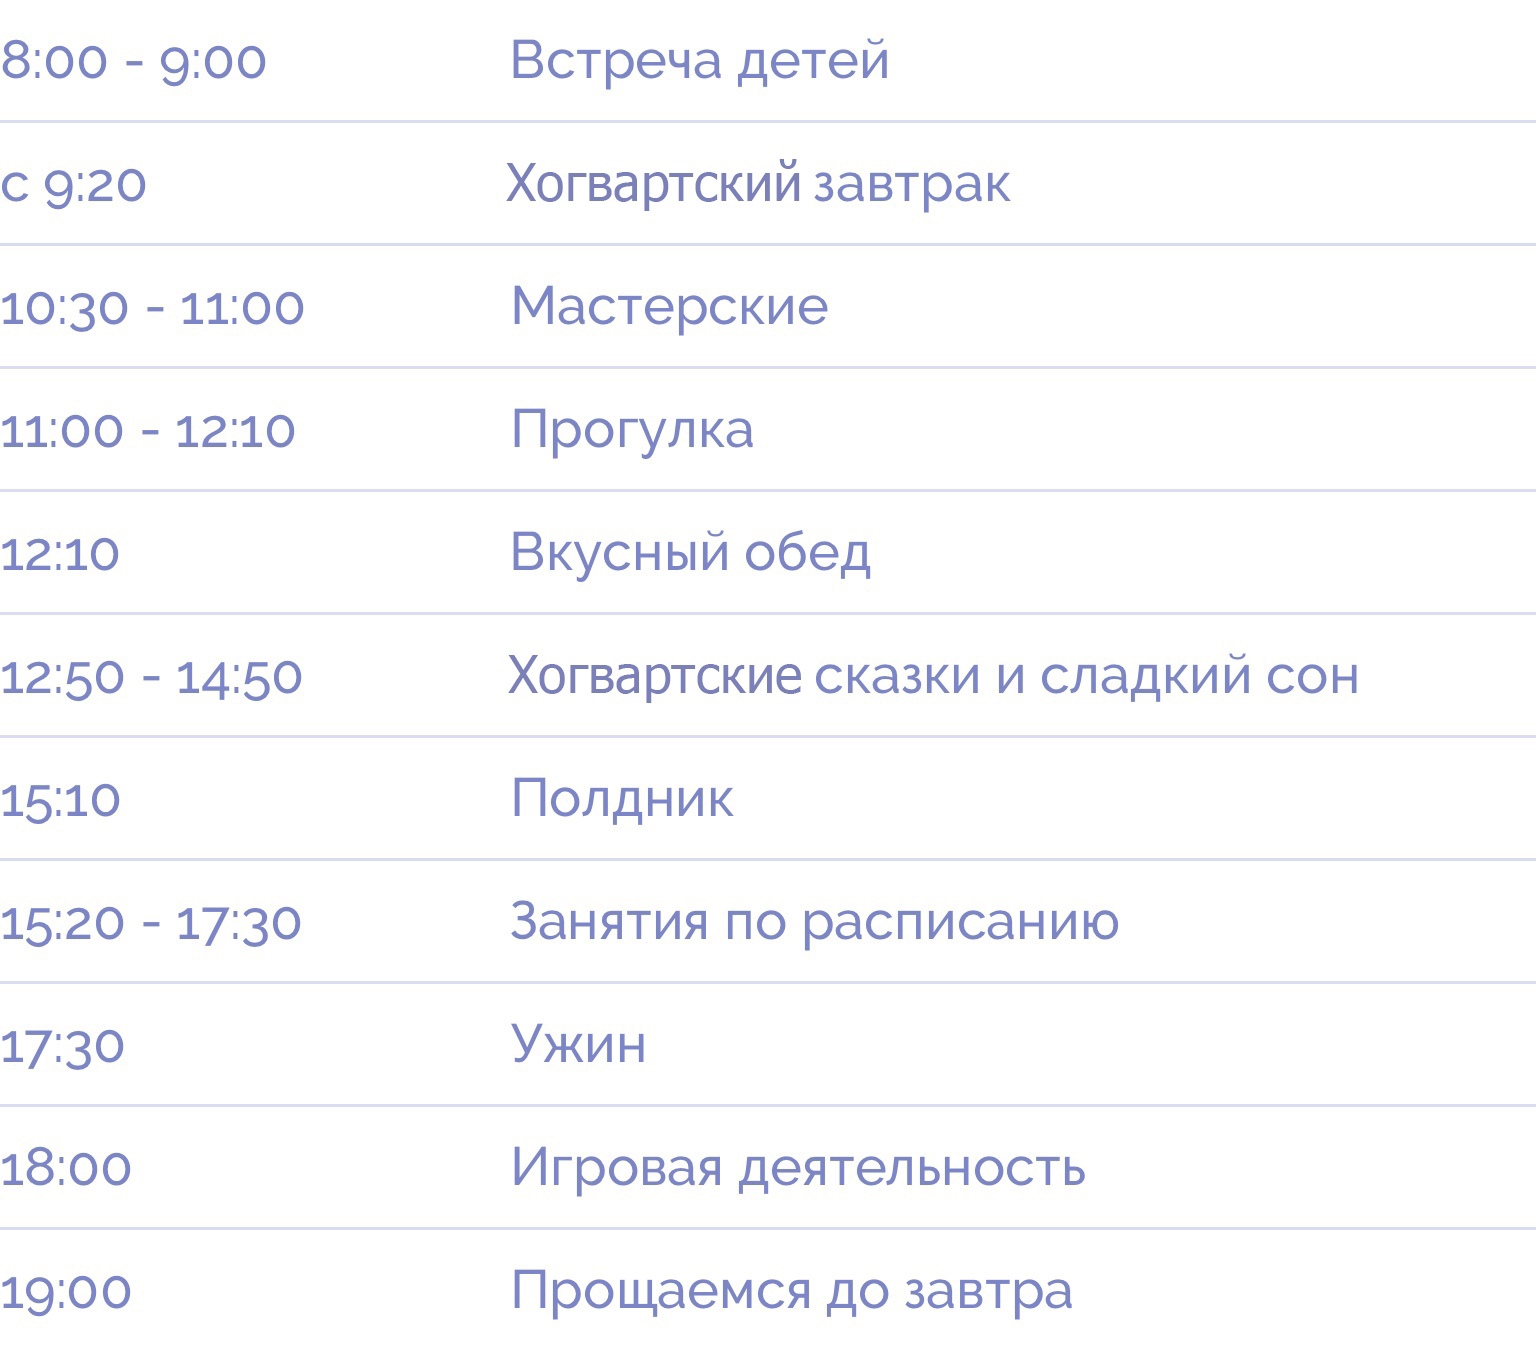 8:00 - 9:00 Встреча детей
с 9:20 Хогвартский завтрак
10:30 - 11:00 Мастерские
11:00 - 12:10 Прогулка
12:10 Вкусный обед
12:50 - 14:50 Хогвартские сказки и сладкий сон
15:10 Полдник
15:20 - 17:30 Занятия по расписанию
17:30 Ужин
18:00 Игровая деятельность
19:00 Прощаемся до завтра